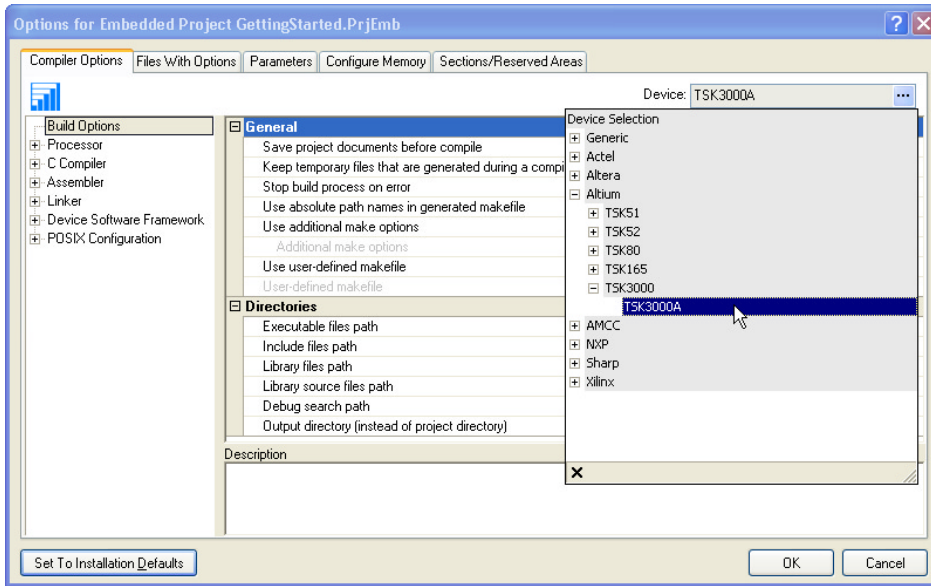 Options for Embedded Project GettingStarted.PrjEmb
Compiler Options Files With Options Parameters Configure Memory Sections/Reserved Areas
Device: TSK3000A ...
Build Options
Processor
C Compiler
Assembler
Linker
Device Software Framework
POSIX Configuration
General
Save project documents before compile
Keep temporary files that are generated during a compi
Stop build process on error
Use absolute path names in generated makefile
Use additional make options
Additional make options
Use user-defined makefile
User-defined makefile
Directories
Executable files path
Include files path
Library files path
Library source files path
Debug search path
Output directory (instead of project directory)
Device Selection
Generic
Actel
Altera
Altium
TSK51
TSK52
TSK80
TSK165
TSK3000
TSK3000A
AMCC
NXP
Sharp
Xilinx
Description
Set To Installation Defaults OK Cancel